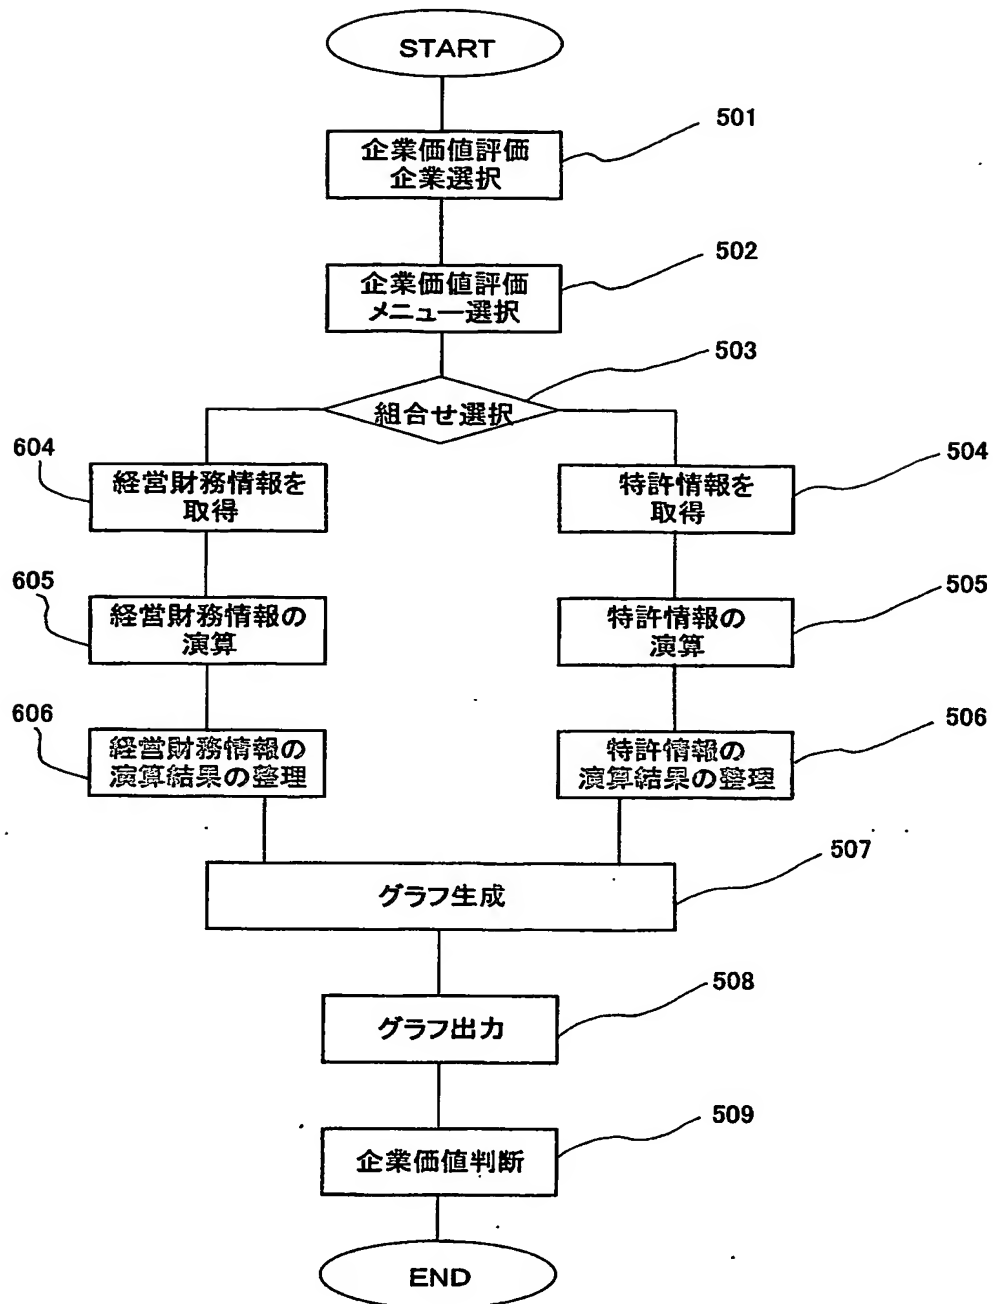 START
501
企業価値評価
企業選択
502
企業価値評価
メニュー選択
503
組合せ選択
604
経営財務情報を
取得
504
特許情報を
取得
605
経営財務情報の
演算
505
特許情報の
演算
606
経営財務情報の
演算結果の整理
506
特許情報の
演算結果の整理
507
グラフ生成
508
グラフ出力
509
企業価値判断
END